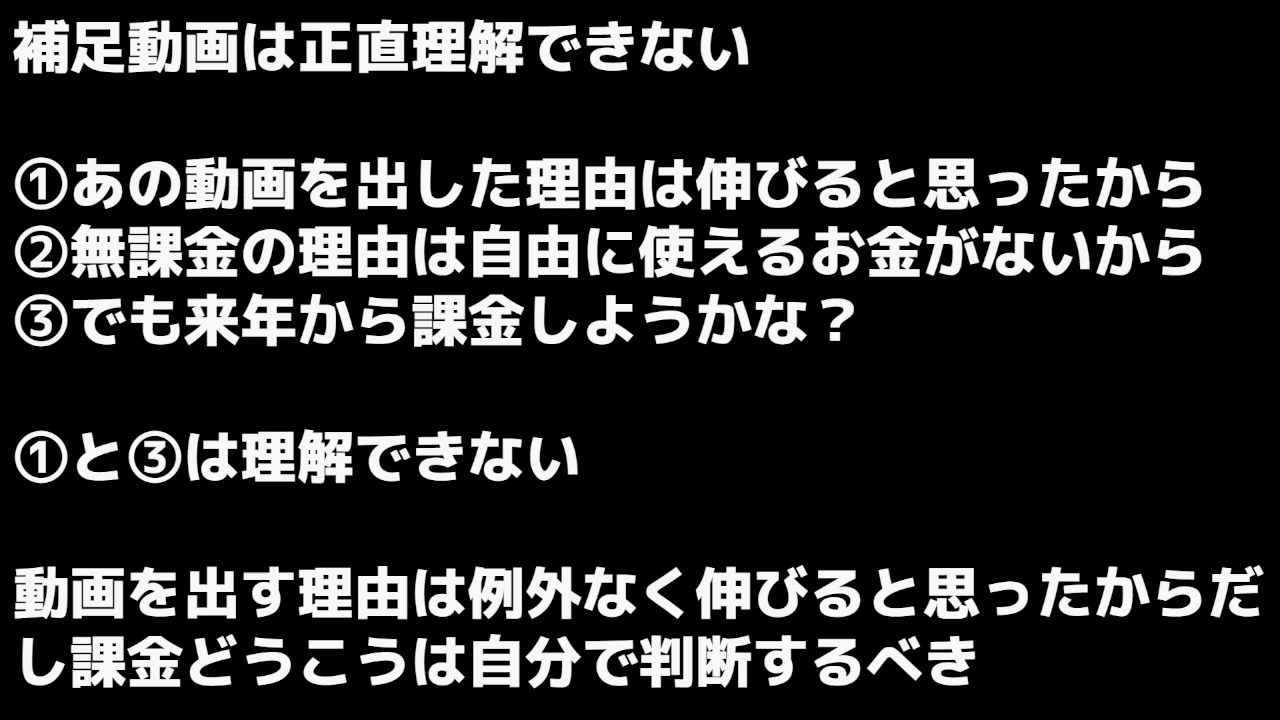 補足動画は正直理解できない
①あの動画を出した理由は伸びると思ったから
②無課金の理由は自由に使えるお金がないから
③でも来年から課金しようかな？
①と③は理解できない
動画を出す理由は例外なく伸びると思ったからだ
し課金どうこうは自分で判断するべき